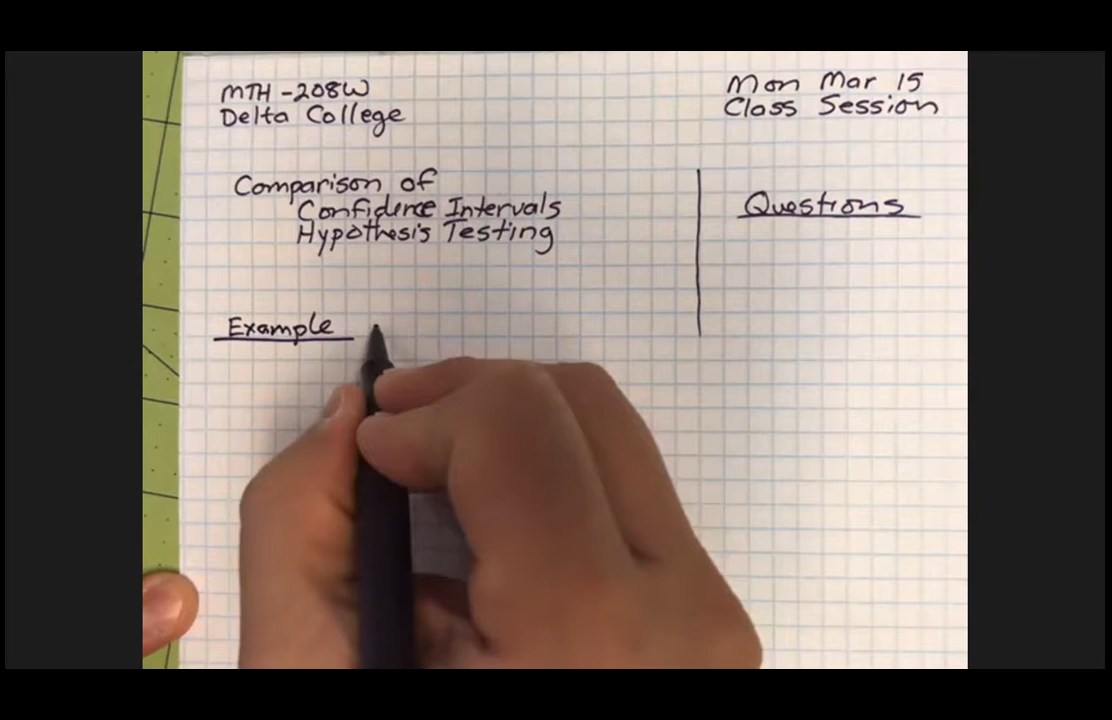 MTH-208W
Delta College
Mon Mar 15
Class Session
Comparison of
Confidence Intervals
Hypothesis Testing
Questions
Example